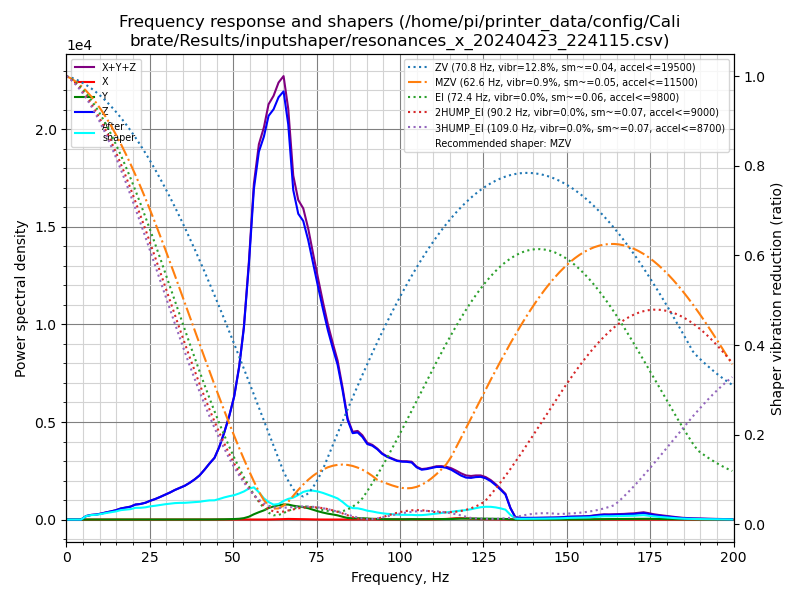 Frequency response and shapers (/home/pi/printer_data/config/Cali
brate/Results/inputshaper/resonances_x_20240423_224115.csv)
1e4
X+Y+Z
X
Y
Z
after
shaper
ZV (70.8 Hz, vibr=12.8%, sm~=0.04, accel<=19500)
MZV (62.6 Hz, vibr=0.9%, sm~=0.05, accel<=11500)
EI (72.4 Hz, vibr=0.0%, sm~=0.06, accel<=9800)
2HUMP_EI (90.2 Hz, vibr=0.0%, sm~=0.07, accel<=9000)
3HUMP_EI (109.0 Hz, vibr=0.0%, sm~=0.07, accel<=8700)
Recommended shaper: MZV
Power spectral density
2.0
1.5
1.0
0.5
0.0
1.0
0.8
0.6
0.4
0.2
0.0
Shaper vibration reduction (ratio)
0 25 50 75 100 125 150 175 200
Frequency, Hz